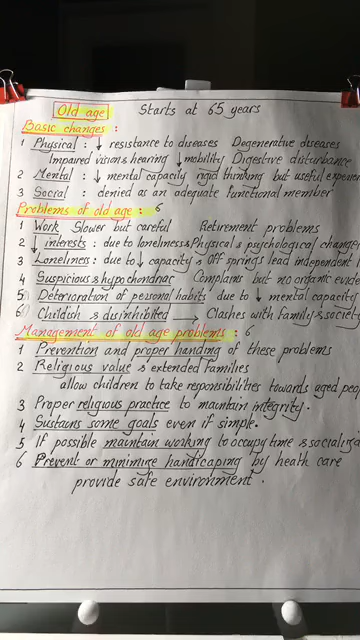 Old age Starts at 65 years
Basic changes :
1 Physical : ↓ resistance to diseases Degenerative diseases
Impaired vision & hearing ↓ mobility Digestive disturbance
2 Mental : ↓ mental capacity rigid thinking but useful experien
3 Social : denied as an adequate functional member
Problems of old age : 6
1 Work Slower but careful Retirement problems
2 ↓ interests : due to loneliness & Physical & psychological changes
3 Loneliness : due to ↓ capacity & Off springs lead independent l
4 Suspicious & hypochondriac Complains but no organic evide
5 Deterioration of personal habits due to ↓ mental capacity
6 Childish & desinhibited → Clashes with family & society
Management of old age problems : 6
1 Prevention and proper handing of these problems
2 Religious value & extended families
allow children to take responsibilities towards aged peop
3 Proper religious practice to maintain integrity.
4 Sustains some goals even if simple.
5 If possible maintain working to occupy time & socializa
6 Prevent or minimize handicaping by heath care
provide safe environment.